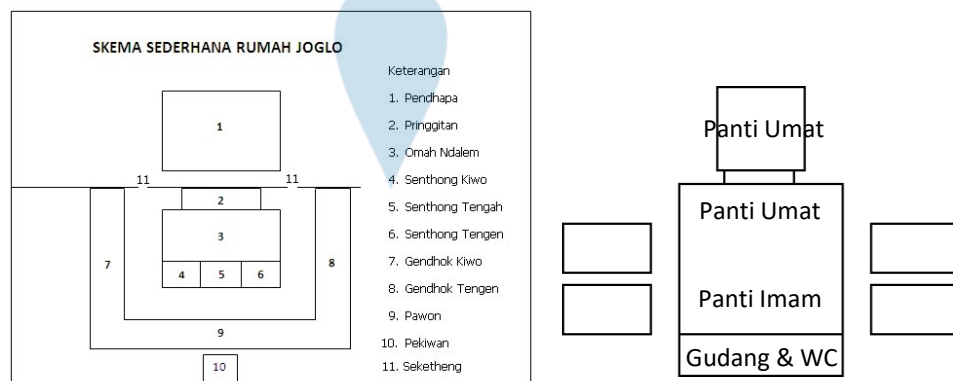 SKEMA SEDERHANA RUMAH JOGLO
Keterangan
1. Pendhapa
2. Pringgitan
3. Omah Ndalem
4. Senthong Kiwo
5. Senthong Tengah
6. Senthong Tengen
7. Gendhok Kiwo
8. Gendhok Tengen
9. Pawon
10. Pekiwan
11. Seketheng
1
11
11
2
3
7
8
4 5 6
9
10
Panti Umat
Panti Umat
Panti Imam
Gudang & WC